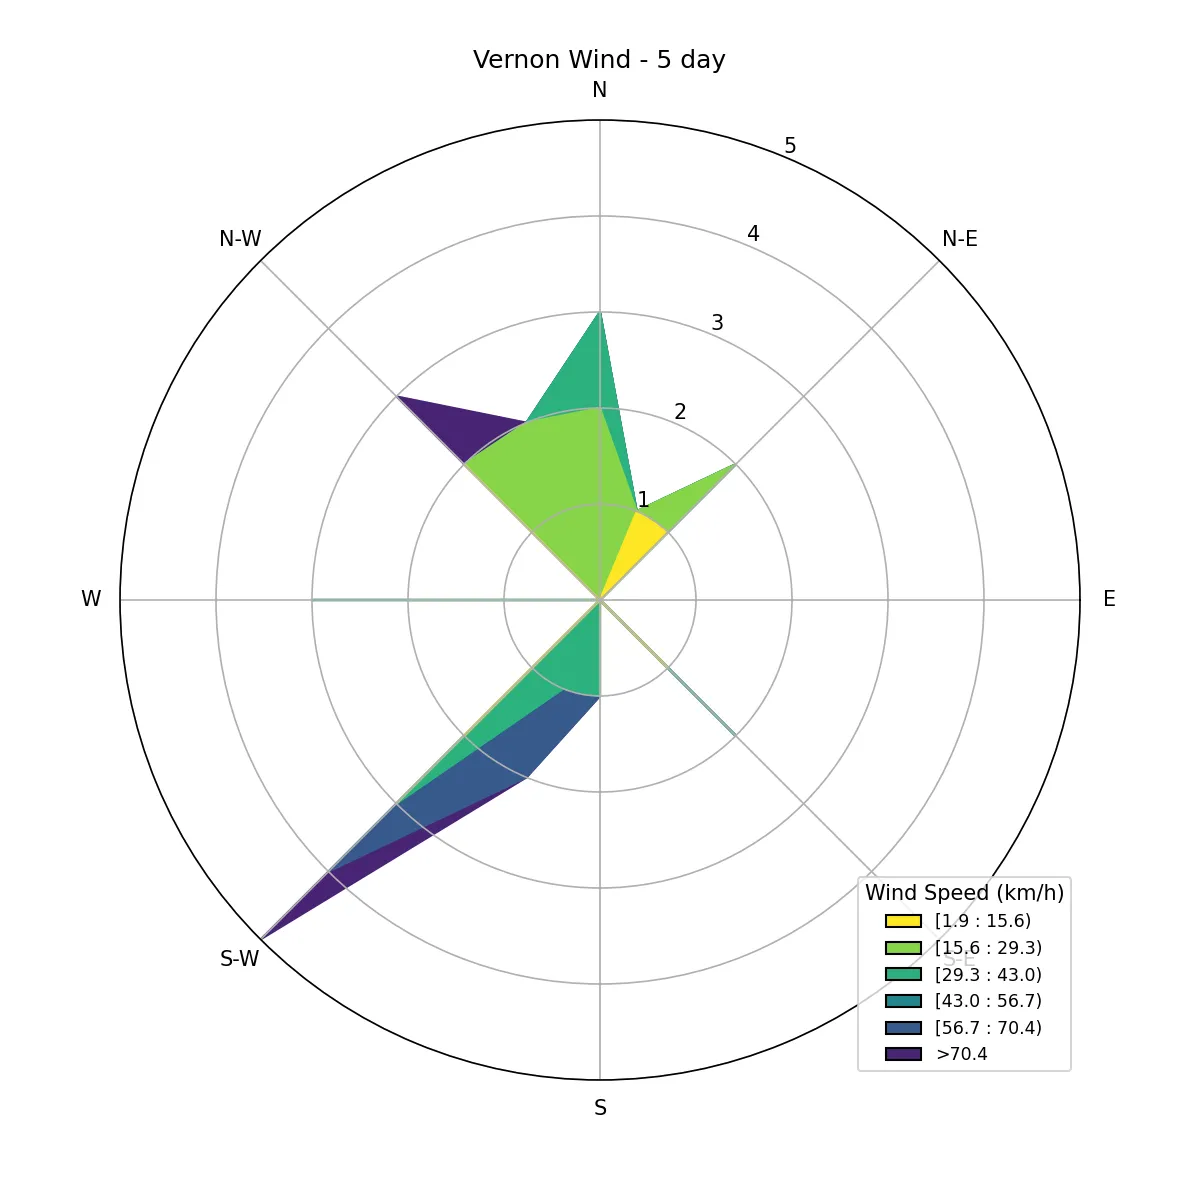 Vernon Wind - 5 day
N
5
N-W
N-E
4
3
2
1
W
E
S-W
S-E
Wind Speed (km/h)
[1.9 : 15.6)
[15.6 : 29.3)
[29.3 : 43.0)
[43.0 : 56.7)
[56.7 : 70.4)
>70.4
S